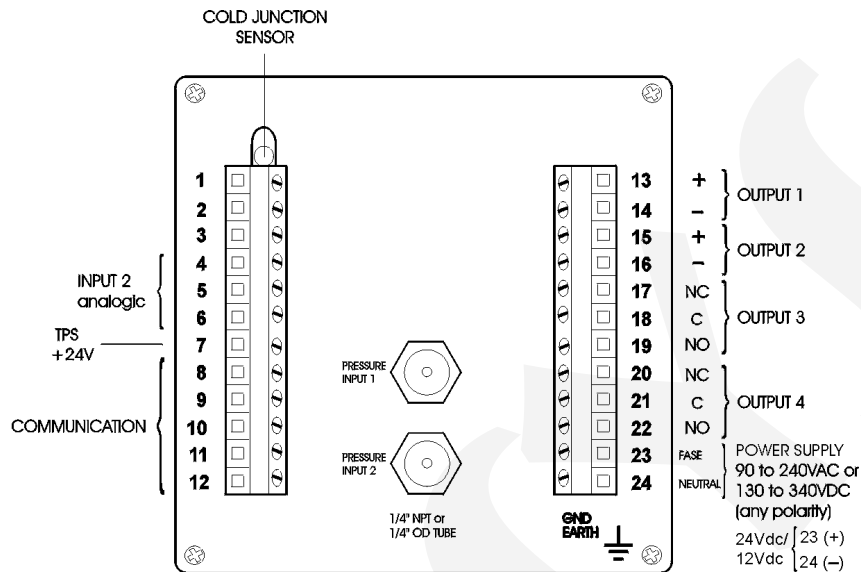 COLD JUNCTION
SENSOR
1
2
3
4
5
6
7
8
9
10
11
12
INPUT 2
analogic
TPS
+24V
COMMUNICATION
PRESSURE
INPUT 1
PRESSURE
INPUT 2
1/4" NPT or
1/4" OD TUBE
13 +
14 −
OUTPUT 1
15 +
16 −
OUTPUT 2
17 NC
18 C
19 NO
OUTPUT 3
20 NC
21 C
22 NO
OUTPUT 4
23 FASE
24 NEUTRAL
POWER SUPPLY
90 to 240VAC or
130 to 340VDC
(any polarity)
24Vdc/
12Vdc
23 (+)
24 (−)
GND
EARTH